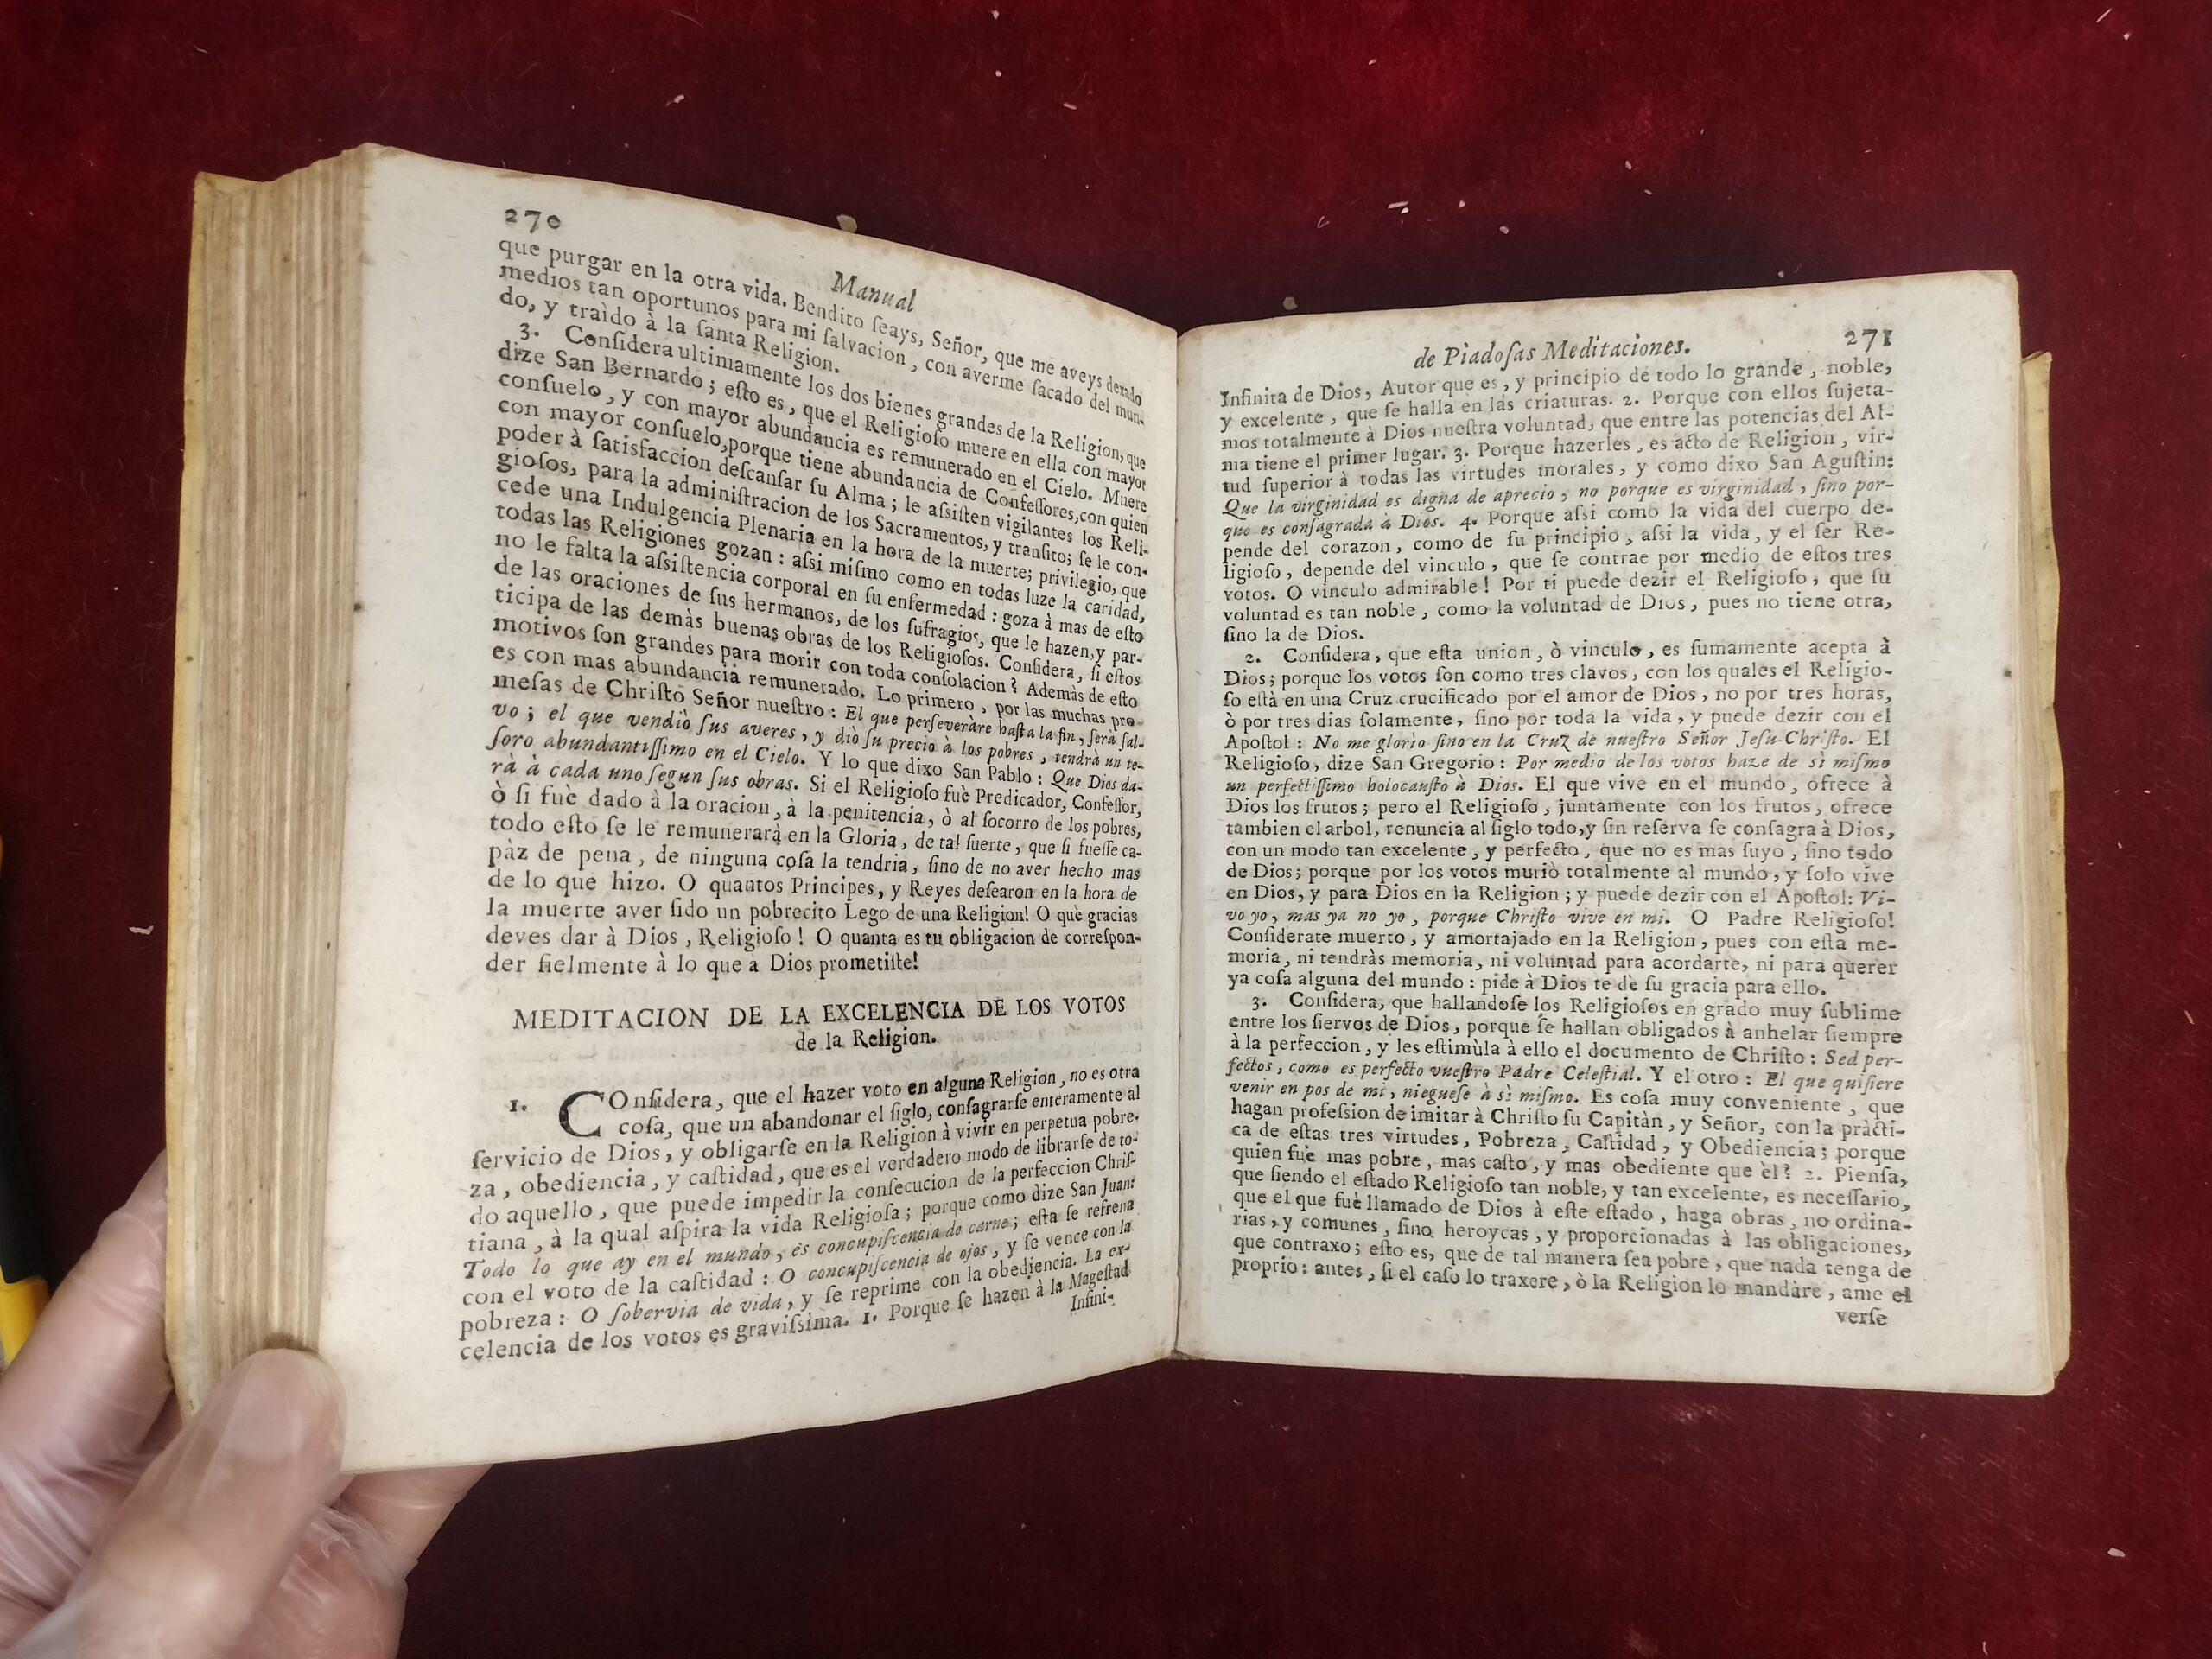 270
Manual
que purgar en la otra vida. Bendito ſeays, Señor, que me aveys dexado
medios tan oportunos para mi ſalvacion, con averme ſacado del mun-
do, y traìdo à la ſanta Religion.
3. Conſidera ultimamente los dos bienes grandes de la Religion, que
dize San Bernardo; eſto es, que el Religioſo muere en ella con mayor
conſuelo, y con mayor abundancia es remunerado en el Cielo. Muere
con mayor conſuelo, porque tiene abundancia de Confeſſores, con quien
poder à ſatisfaccion deſcanſar ſu Alma; le aſsiſten vigilantes los Reli-
gioſos, para la adminiſtracion de los Sacramentos, y tranſito; ſe le con-
cede una Indulgencia Plenaria en la hora de la muerte; privilegio, que
todas las Religiones gozan: aſsi miſmo como en todas luze la caridad,
no le falta la aſsiſtencia corporal en ſu enfermedad: goza à mas de eſto
de las oraciones de ſus hermanos, de los ſufragios, que le hazen, y par-
ticipa de las demàs buenas obras de los Religioſos. Conſidera, ſi eſtos
motivos ſon grandes para morir con toda conſolacion? Ademàs de eſto
es con mas abundancia remunerado. Lo primero, por las muchas pro-
meſas de Chriſto Señor nueſtro: El que perſeveràre haſta la fin, ſerà ſal-
vo; el que vendiò ſus averes, y diò ſu precio à los pobres, tendrà un te-
ſoro abundantiſſimo en el Cielo. Y lo que dixo San Pablo: Que Dios da-
rà à cada uno ſegun ſus obras. Si el Religioſo fuè Predicador, Confeſſor,
ò ſi fuè dado à la oracion, à la penitencia, ò al ſocorro de los pobres,
todo eſto ſe le remunerarà en la Gloria, de tal ſuerte, que ſi fueſſe ca-
pàz de pena, de ninguna coſa la tendria, ſino de no aver hecho mas
de lo que hizo. O quantos Principes, y Reyes deſearon en la hora de
la muerte aver ſido un pobrecito Lego de una Religion! O què gracias
deves dar à Dios, Religioſo! O quanta es tu obligacion de correſpon-
der fielmente à lo que a Dios prometiſte!
MEDITACION DE LA EXCELENCIA DE LOS VOTOS
de la Religion.
1. COnſidera, que el hazer voto en alguna Religion, no es otra
coſa, que un abandonar el ſiglo, conſagrarſe enteramente al
ſervicio de Dios, y obligarſe en la Religion à vivir en perpetua pobre-
za, obediencia, y caſtidad, que es el verdadero modo de librarſe de to-
do aquello, que puede impedir la conſecucion de la perfeccion Chriſ-
tiana, à la qual aſpira la vida Religioſa; porque como dize San Juan:
Todo lo que ay en el mundo, ès concupiſcencia de carne; eſta ſe refrena
con el voto de la caſtidad: O concupiſcencia de ojos, y ſe vence con la
pobreza: O ſobervia de vida, y ſe reprime con la obediencia. La ex-
celencia de los votos es graviſsima. 1. Porque ſe hazen à la Mageſtad
Infini-
de Piadoſas Meditaciones.
271
Infinita de Dios, Autor que es, y principio de todo lo grande, noble,
y excelente, que ſe halla en las criaturas. 2. Porque con ellos ſujeta-
mos totalmente à Dios nueſtra voluntad, que entre las potencias del Al-
ma tiene el primer lugar. 3. Porque hazerles, es acto de Religion, vir-
tud ſuperior à todas las virtudes morales, y como dixo San Aguſtin:
Que la virginidad es digna de aprecio, no porque es virginidad, ſino por-
que es conſagrada à Dios. 4. Porque aſsi como la vida del cuerpo de-
pende del corazon, como de ſu principio, aſsi la vida, y el ſer Re-
ligioſo, depende del vinculo, que ſe contrae por medio de eſtos tres
votos. O vinculo admirable! Por ti puede dezir el Religioſo, que ſu
voluntad es tan noble, como la voluntad de Dios, pues no tiene otra,
ſino la de Dios.
2. Conſidera, que eſta union, ò vinculo, es ſumamente acepta à
Dios; porque los votos ſon como tres clavos, con los quales el Religio-
ſo eſtà en una Cruz crucificado por el amor de Dios, no por tres horas,
ò por tres dias ſolamente, ſino por toda la vida, y puede dezir con el
Apoſtol: No me glorìo ſino en la Cruz de nueſtro Señor Jeſu-Chriſto. El
Religioſo, dize San Gregorio: Por medio de los votos haze de sì miſmo
un perfectiſſimo holocauſto à Dios. El que vive en el mundo, ofrece à
Dios los frutos; pero el Religioſo, juntamente con los frutos, ofrece
tambien el arbol, renuncia al ſiglo todo, y ſin reſerva ſe conſagra à Dios,
con un modo tan excelente, y perfecto, que no es mas ſuyo, ſino todo
de Dios; porque por los votos muriò totalmente al mundo, y ſolo vive
en Dios, y para Dios en la Religion; y puede dezir con el Apoſtol: Vi-
vo yo, mas ya no yo, porque Chriſto vive en mi. O Padre Religioſo!
Conſiderate muerto, y amortajado en la Religion, pues con eſta me-
moria, ni tendràs memoria, ni voluntad para acordarte, ni para querer
ya coſa alguna del mundo: pide à Dios te dè ſu gracia para ello.
3. Conſidera, que hallandoſe los Religioſos en grado muy ſublime
entre los ſiervos de Dios, porque ſe hallan obligados à anhelar ſiempre
à la perfeccion, y les eſtimùla à ello el documento de Chriſto: Sed per-
fectos, como es perfecto vueſtro Padre Celeſtial. Y el otro: El que quiſiere
venir en pos de mi, nieguese à sì miſmo. Es coſa muy conveniente, que
hagan profeſsion de imitar à Chriſto ſu Capitàn, y Señor, con la pràcti-
ca de eſtas tres virtudes, Pobreza, Caſtidad, y Obediencia; porque
quien fuè mas pobre, mas caſto, y mas obediente que èl? 2. Pienſa,
que ſiendo el eſtado Religioſo tan noble, y tan excelente, es neceſſario,
que el que fuè llamado de Dios à eſte eſtado, haga obras, no ordina-
rias, y comunes, ſino heroycas, y proporcionadas à las obligaciones,
que contraxo; eſto es, que de tal manera ſea pobre, que nada tenga de
proprio: antes, ſi el caſo lo traxere, ò la Religion lo mandàre, ame el
verſe